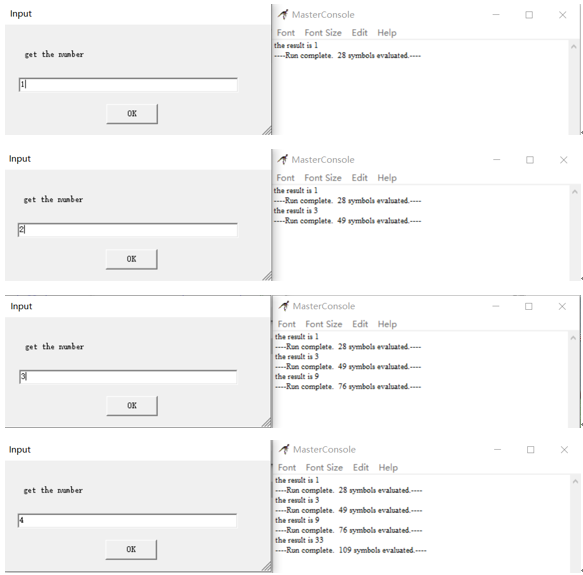 Input
get the number
1
OK
MasterConsole
Font Font Size Edit Help
the result is 1
----Run complete. 28 symbols evaluated.----
Input
get the number
2
OK
MasterConsole
Font Font Size Edit Help
the result is 1
----Run complete. 28 symbols evaluated.----
the result is 3
----Run complete. 49 symbols evaluated.----
Input
get the number
3
OK
MasterConsole
Font Font Size Edit Help
the result is 1
----Run complete. 28 symbols evaluated.----
the result is 3
----Run complete. 49 symbols evaluated.----
the result is 9
----Run complete. 76 symbols evaluated.----
Input
get the number
4
OK
MasterConsole
Font Font Size Edit Help
the result is 1
----Run complete. 28 symbols evaluated.----
the result is 3
----Run complete. 49 symbols evaluated.----
the result is 9
----Run complete. 76 symbols evaluated.----
the result is 33
----Run complete. 109 symbols evaluated.----